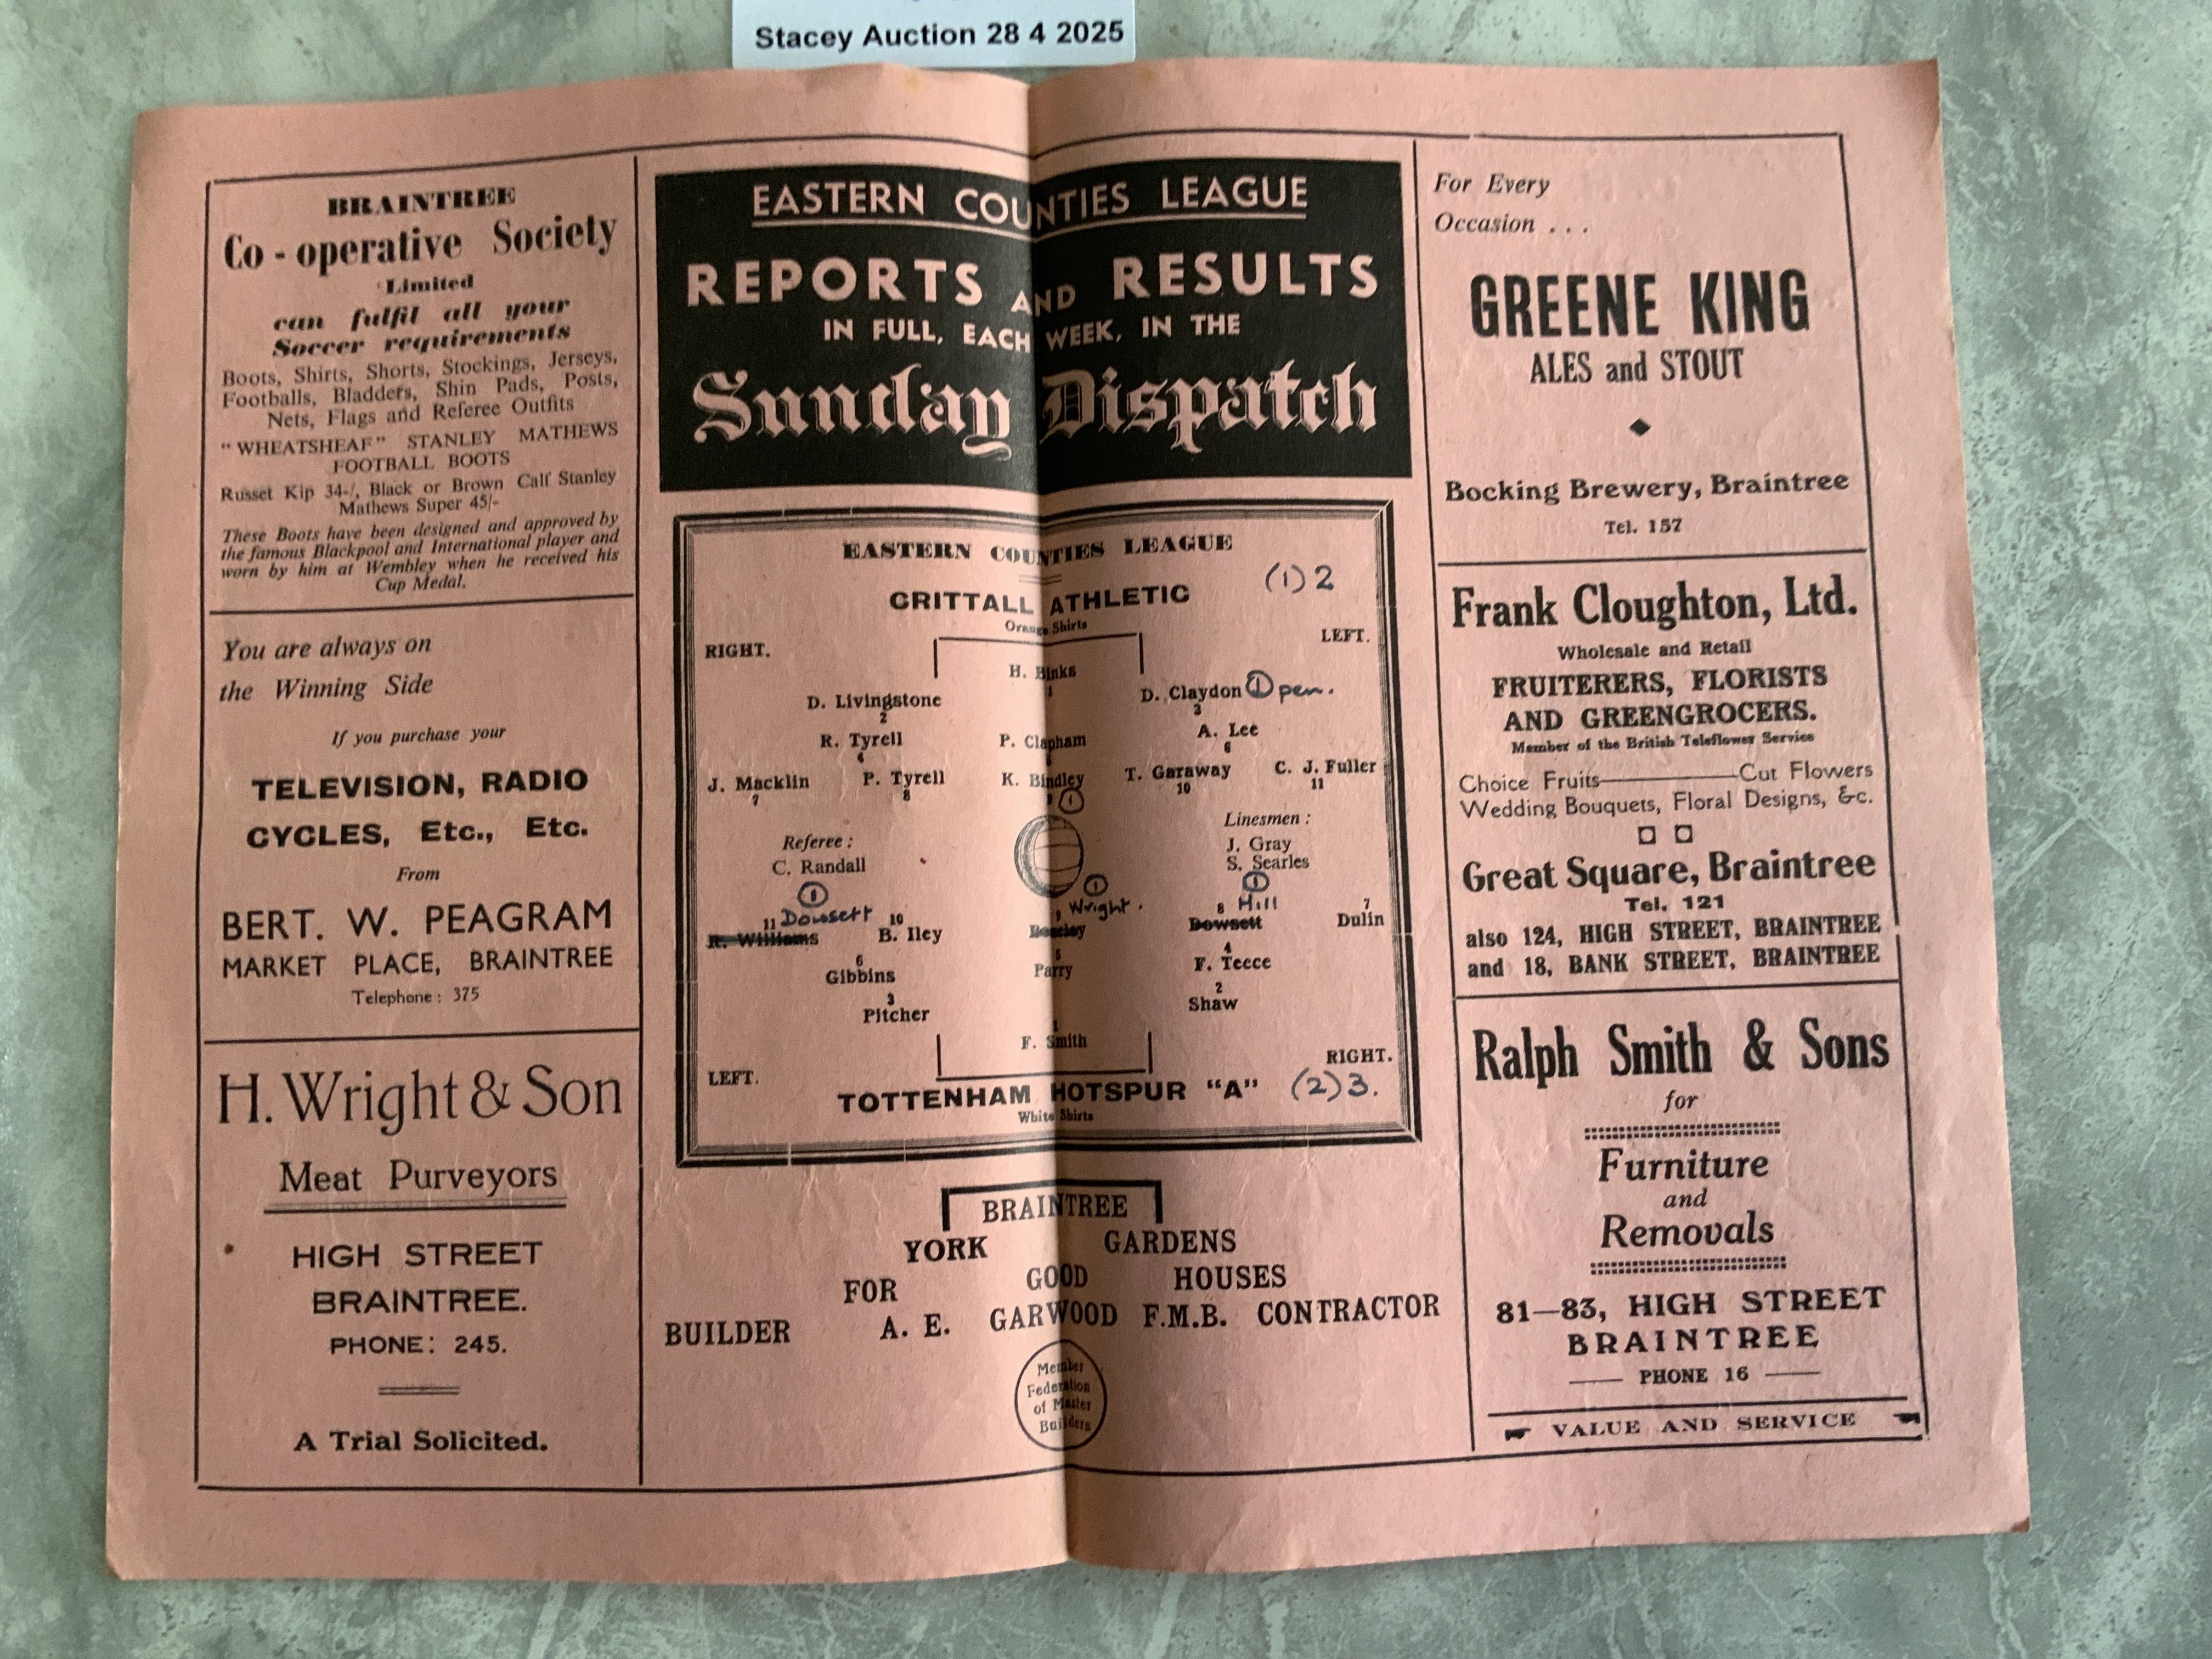 Stacey Auction 28 4 2025
BRAINTREE
Co - operative Society
Limited
can fulfil all your
Soccer requirements
Boots, Shirts, Shorts, Stockings, Jerseys,
Footballs, Bladders, Shin Pads, Posts,
Nets, Flags and Referee Outfits
"WHEATSHEAF" STANLEY MATHEWS
FOOTBALL BOOTS
Russet Kip 34-/, Black or Brown Calf Stanley
Mathews Super 45/-
These Boots have been designed and approved by
the famous Blackpool and International player and
worn by him at Wembley when he received his
Cup Medal.
You are always on
the Winning Side
If you purchase your
TELEVISION, RADIO
CYCLES, Etc., Etc.
From
BERT. W. PEAGRAM
MARKET PLACE, BRAINTREE
Telephone : 375
H. Wright & Son
Meat Purveyors
HIGH STREET
BRAINTREE.
PHONE: 245.
A Trial Solicited.
EASTERN COUNTIES LEAGUE
REPORTS AND RESULTS
IN FULL, EACH WEEK, IN THE
Sunday Dispatch
EASTERN COUNTIES LEAGUE
CRITTALL ATHLETIC (1) 2
Orange Shirts
RIGHT. LEFT.
H. Binks
1
D. Livingstone D. Claydon 1 pen.
2 3
R. Tyrell P. Clapham A. Lee
4 6
J. Macklin P. Tyrell K. Bindley T. Garaway C. J. Fuller
7 8 9 10 11
1
Referee : Linesmen :
C. Randall J. Gray
S. Searles
1 1 1
11 Dowsett 10 9 Wright. 8 Hill 7
R. Williams B. Iley Dowsett Dulin
6 5 4
Gibbins Parry F. Teece
3 2
Pitcher Shaw
1
F. Smith
LEFT. RIGHT.
TOTTENHAM HOTSPUR "A" (2) 3.
White Shirts
BRAINTREE
YORK GARDENS
FOR GOOD HOUSES
BUILDER A. E. GARWOOD F.M.B. CONTRACTOR
Member
Federation
of Master
Builders
For Every
Occasion . . .
GREENE KING
ALES and STOUT
Bocking Brewery, Braintree
Tel. 157
Frank Cloughton, Ltd.
Wholesale and Retail
FRUITERERS, FLORISTS
AND GREENGROCERS.
Member of the British Teleflower Service
Choice Fruits——Cut Flowers
Wedding Bouquets, Floral Designs, &c.
Great Square, Braintree
Tel. 121
also 124, HIGH STREET, BRAINTREE
and 18, BANK STREET, BRAINTREE
Ralph Smith & Sons
for
Furniture
and
Removals
81—83, HIGH STREET
BRAINTREE
PHONE 16
VALUE AND SERVICE